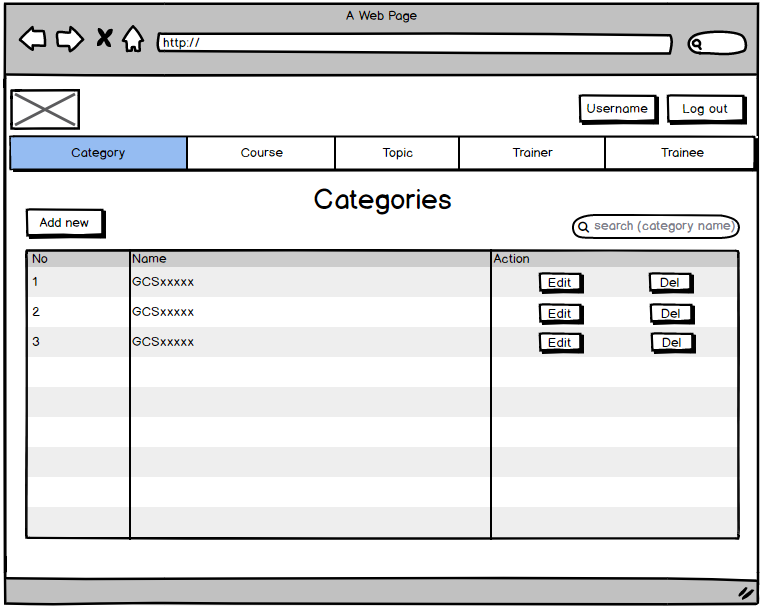 A Web Page
http://
Username Log out
Category Course Topic Trainer Trainee
Categories
Add new
search (category name)
No Name Action
1 GCSxxxxx Edit Del
2 GCSxxxxx Edit Del
3 GCSxxxxx Edit Del